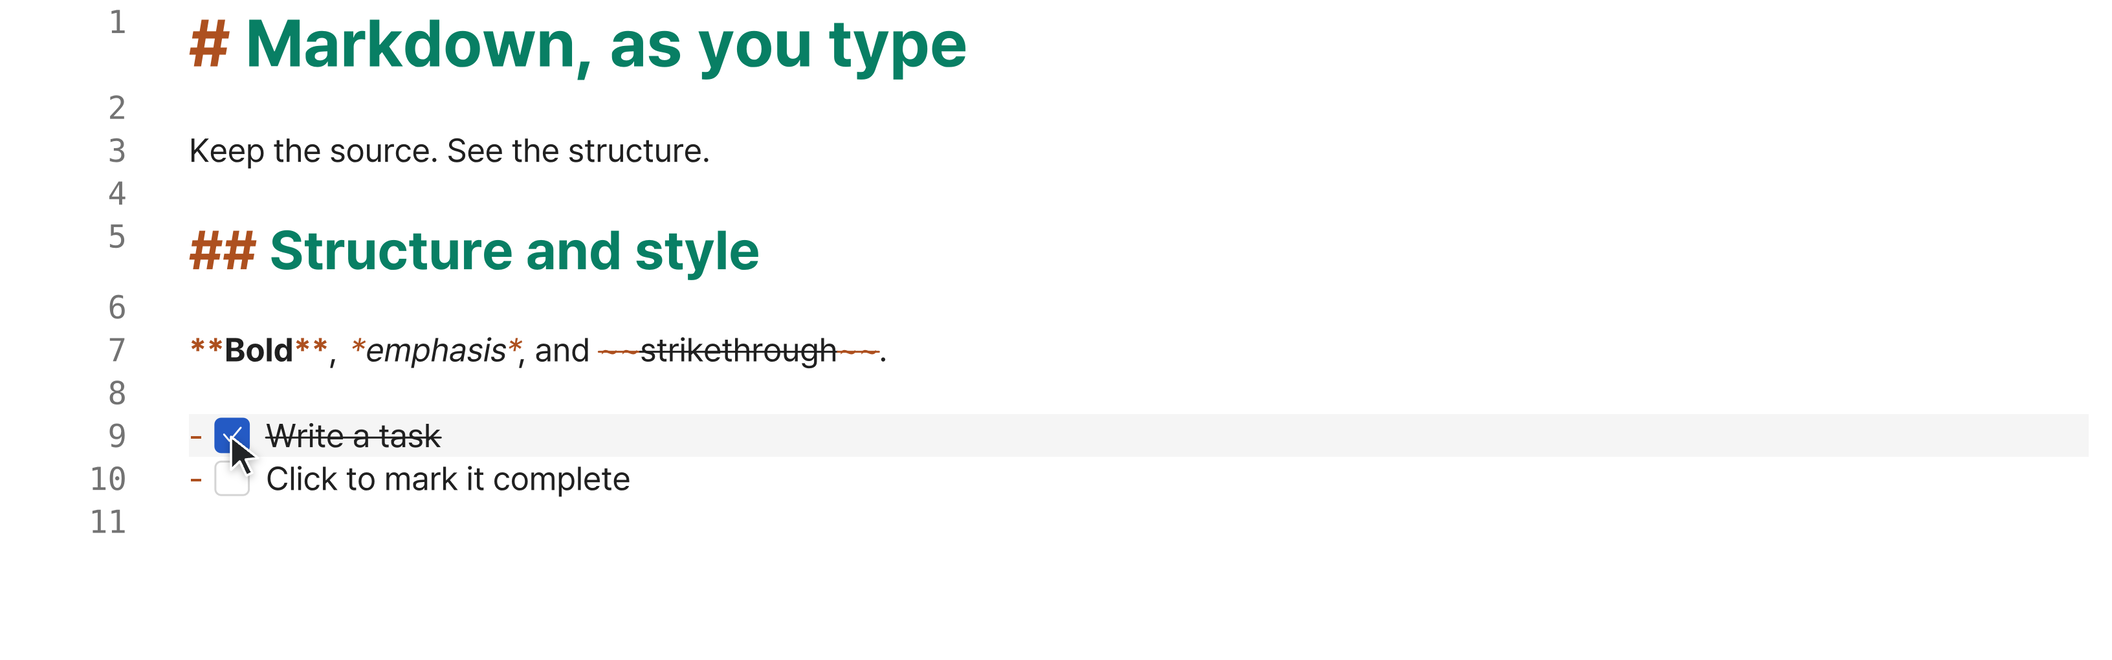 1 # Markdown, as you type
2
3 Keep the source. See the structure.
4
5 ## Structure and style
6
7 **Bold**, *emphasis*, and ~~strikethrough~~.
8
9 - Write a task
10 - Click to mark it complete
11